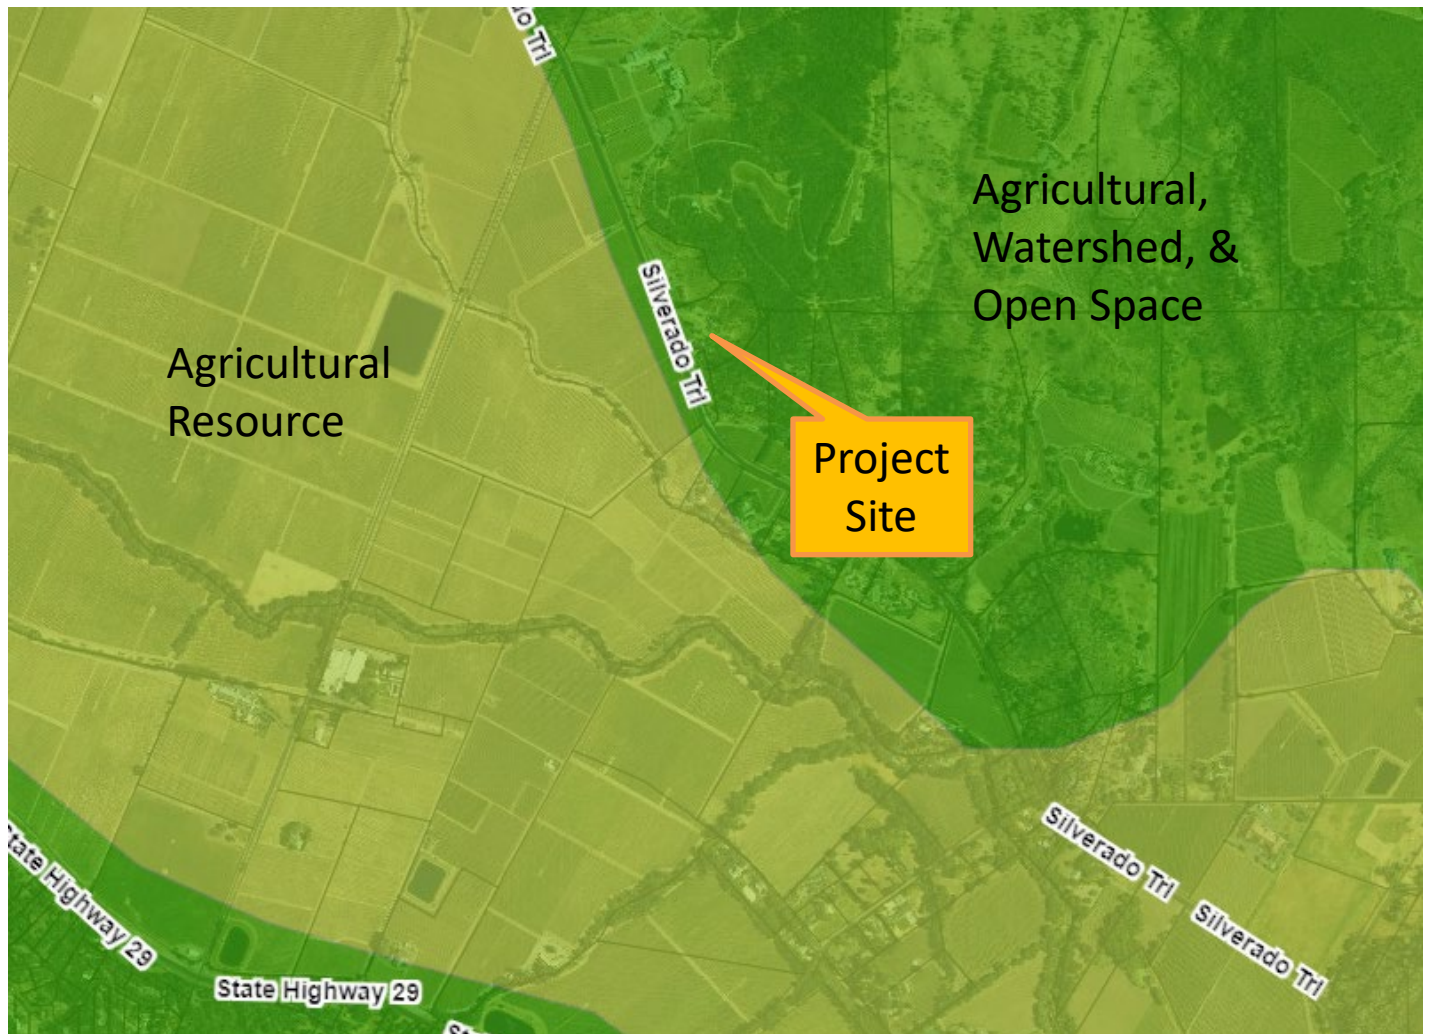 uo Trl
Agricultural,
Watershed, &
Open Space
Silverado Trl
Agricultural
Resource
Project
Site
Silverado Trl
Silverado Trl
State Highway 29
State Highway 29